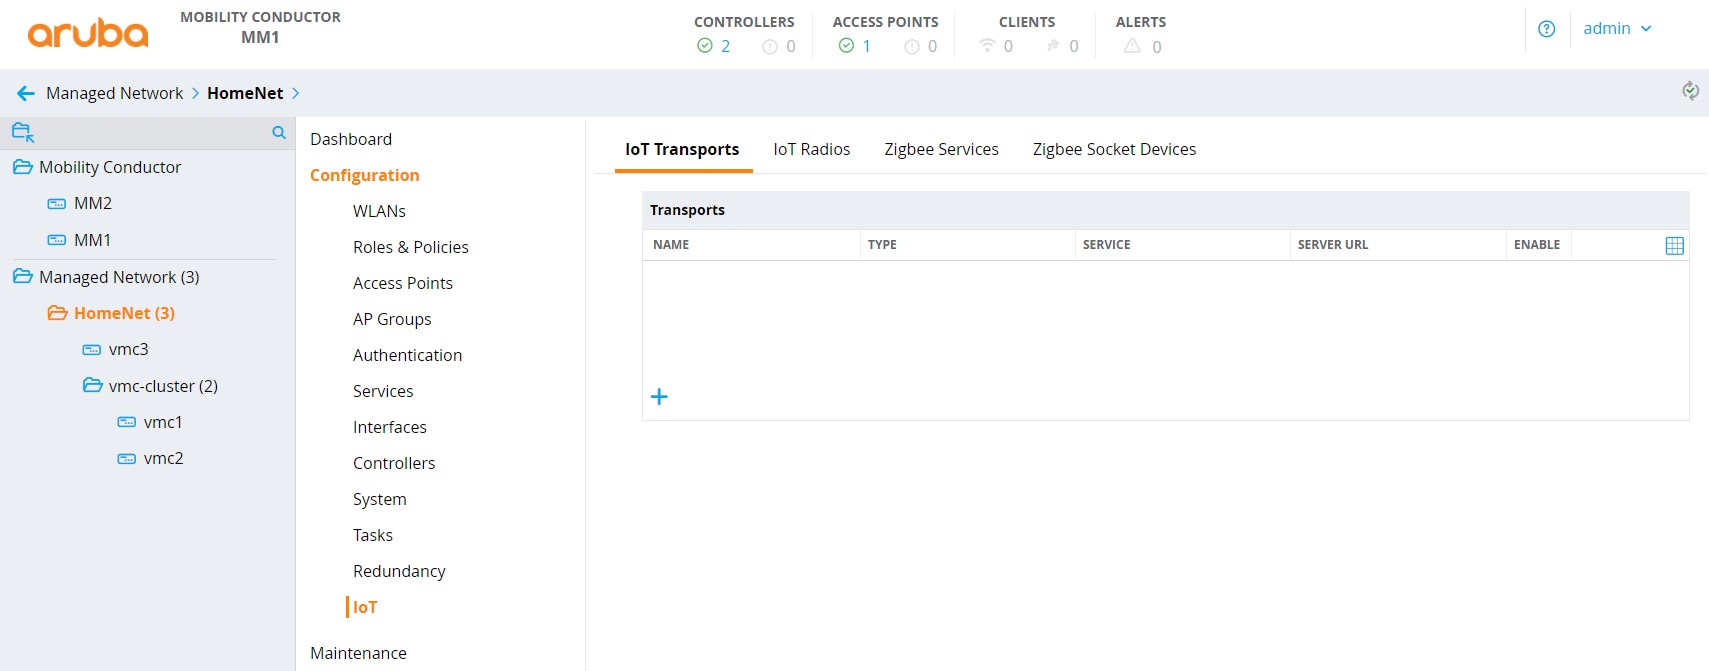 aruba
MOBILITY CONDUCTOR
MM1
CONTROLLERS
2 0
ACCESS POINTS
1 0
CLIENTS
0 0
ALERTS
0
admin
Managed Network > HomeNet >
Mobility Conductor
MM2
MM1
Managed Network (3)
HomeNet (3)
vmc3
vmc-cluster (2)
vmc1
vmc2
Dashboard
Configuration
WLANs
Roles & Policies
Access Points
AP Groups
Authentication
Services
Interfaces
Controllers
System
Tasks
Redundancy
IoT
Maintenance
IoT Transports IoT Radios Zigbee Services Zigbee Socket Devices
Transports
NAME TYPE SERVICE SERVER URL ENABLE